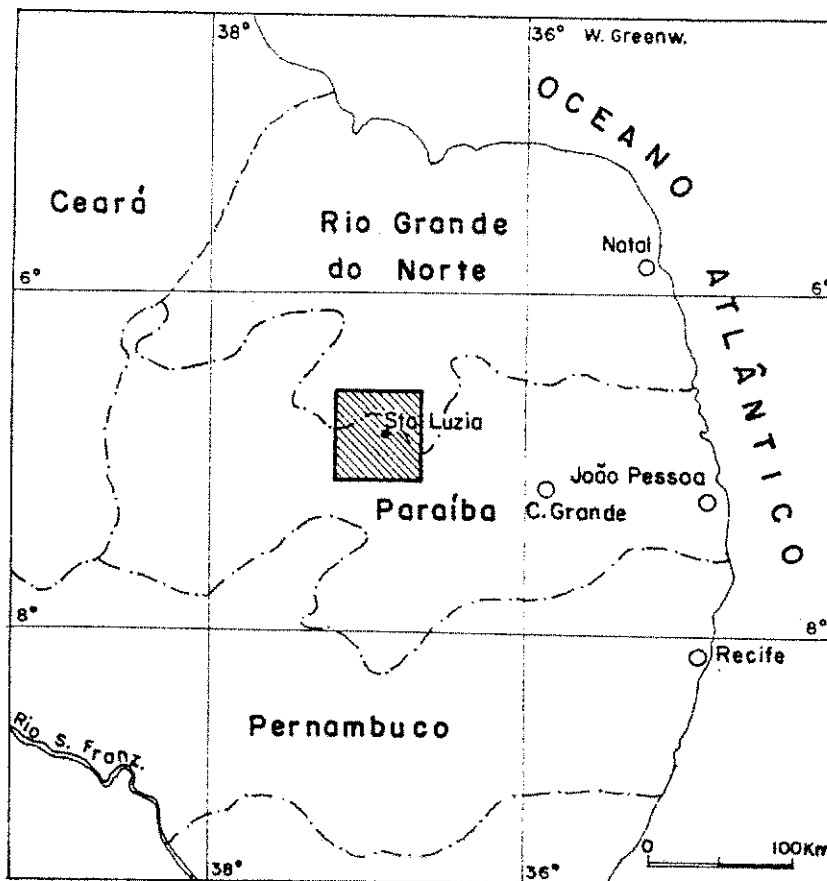 38° 36° W. Greenw.
OCEANO ATLÂNTICO
Ceará
Rio Grande
do Norte
Natal
6° 6°
Sta. Luzia
João Pessoa
Paraíba C. Grande
8° 8°
Recife
Pernambuco
Rio S. Franz.
38° 36°
0 100Km